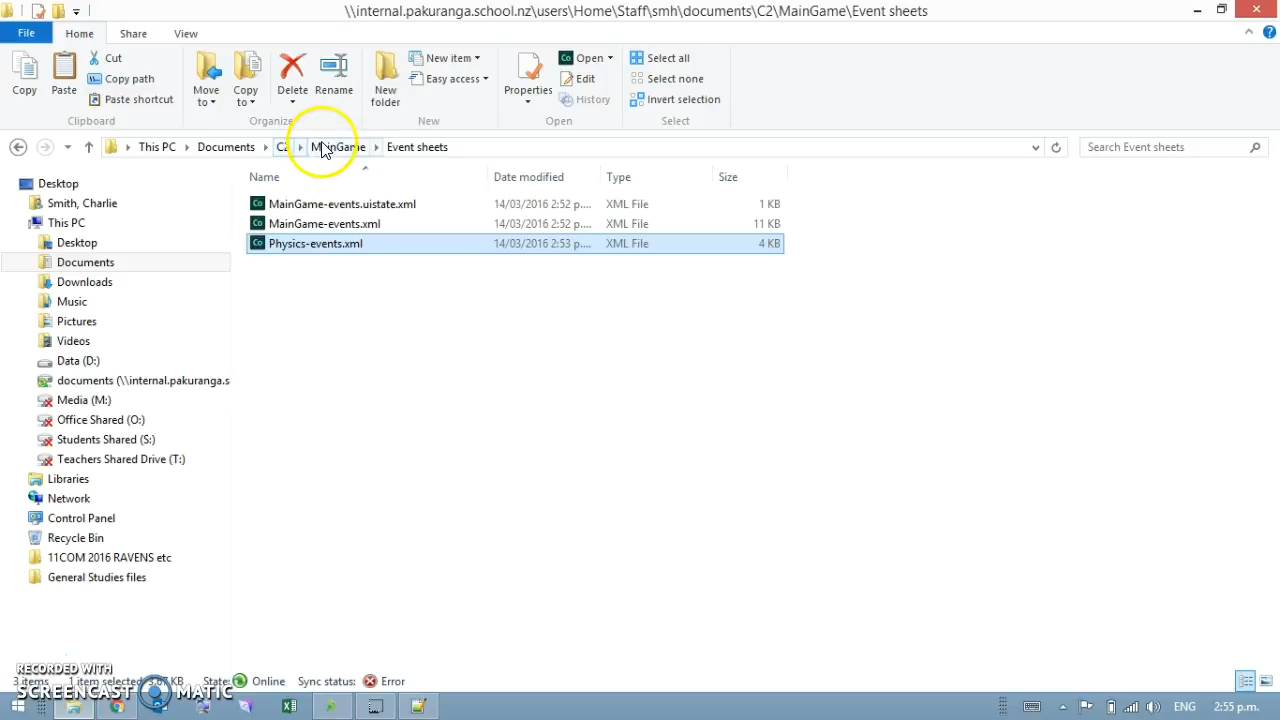 \\internal.pakuranga.school.nz\users\Home\Staff\smh\documents\C2\MainGame\Event sheets
File Home Share View
Copy
Paste
Cut
Copy path
Paste shortcut
Clipboard
Move to
Copy to
Delete
Rename
Organize
New folder
New item
Easy access
New
Properties
Open
Edit
History
Open
Select all
Select none
Invert selection
Select
This PC Documents C2 MainGame Event sheets
Search Event sheets
Name Date modified Type Size
MainGame-events.uistate.xml 14/03/2016 2:52 p.... XML File 1 KB
MainGame-events.xml 14/03/2016 2:52 p.... XML File 11 KB
Physics-events.xml 14/03/2016 2:53 p.... XML File 4 KB
Desktop
Smith, Charlie
This PC
Desktop
Documents
Downloads
Music
Pictures
Videos
Data (D:)
documents (\\internal.pakuranga.s
Media (M:)
Office Shared (O:)
Students Shared (S:)
Teachers Shared Drive (T:)
Libraries
Network
Control Panel
Recycle Bin
11COM 2016 RAVENS etc
General Studies files
RECORDED WITH
SCREENCAST MATIC
3 items 1 item selected 3.67 KB State: Online Sync status: Error
ENG 2:55 p.m.